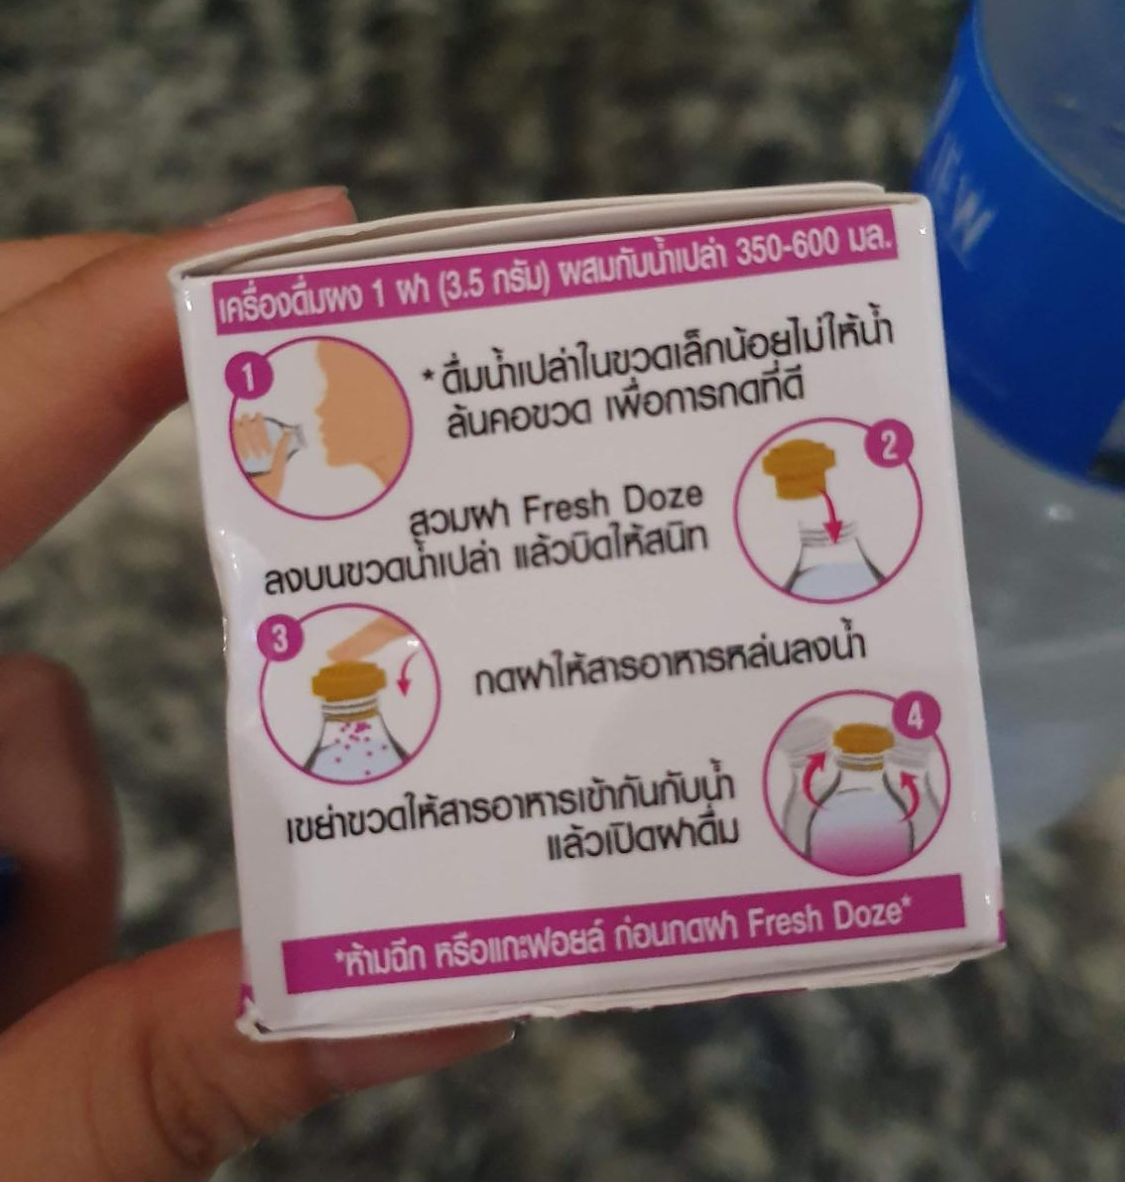 เครื่องดื่มผง 1 ฝา (3.5 กรัม) ผสมกับน้ำเปล่า 350-600 มล.
1
*ดื่มน้ำเปล่าในขวดเล็กน้อยไม่ให้น้ำ
ล้นคอขวด เพื่อการกดที่ดี
2
สวมฝา Fresh Doze
ลงบนขวดน้ำเปล่า แล้วบิดให้สนิท
3
กดฝาให้สารอาหารหล่นลงน้ำ
4
เขย่าขวดให้สารอาหารเข้ากันกับน้ำ
แล้วเปิดฝาดื่ม
*ห้ามฉีก หรือแกะฟอยล์ ก่อนกดฝา Fresh Doze*